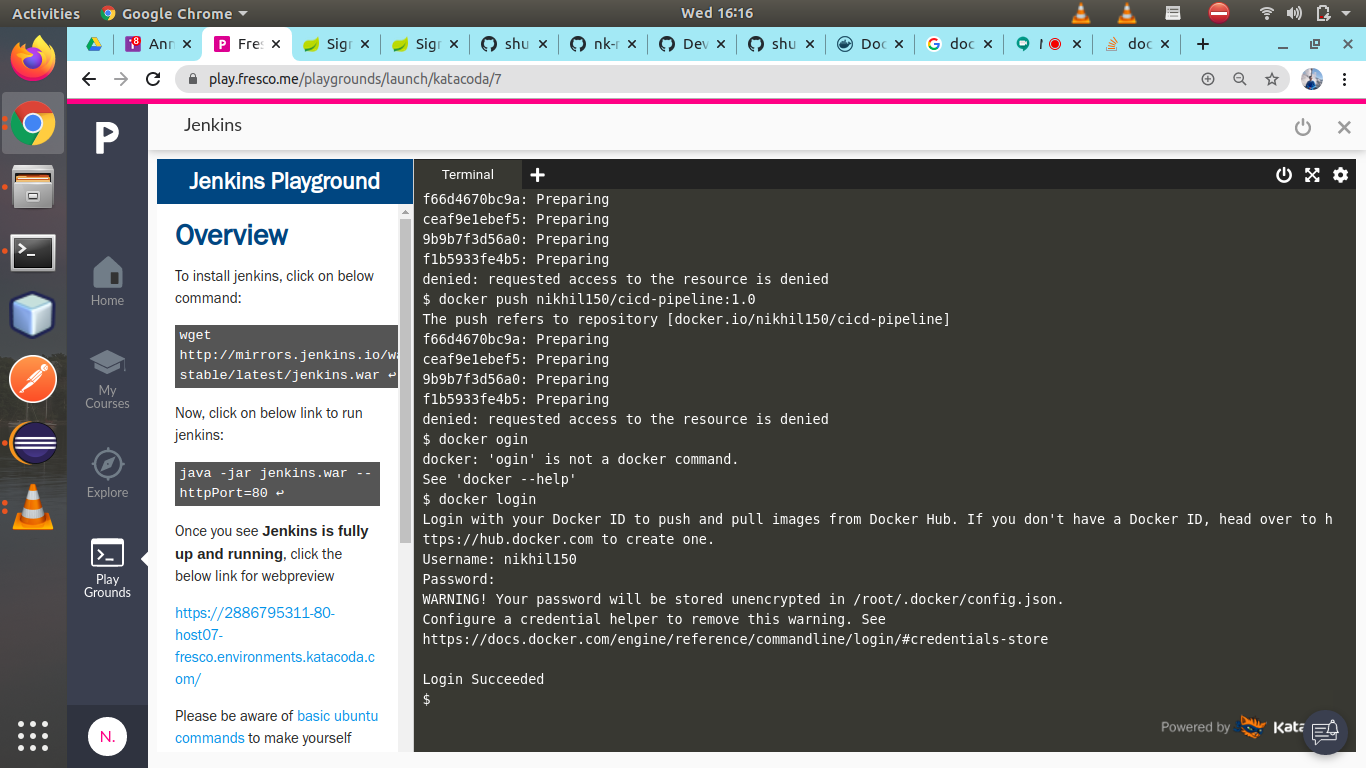 Activities
Google Chrome
Wed 16:16
Ann
Fres
Sign
Sign
shu
nk-r
Dev
shu
Doc
doc
doc
play.fresco.me/playgrounds/launch/katacoda/7
P
Home
My
Courses
Explore
Play
Grounds
N.
Jenkins
Jenkins Playground
Overview
To install jenkins, click on below
command:
wget
http://mirrors.jenkins.io/wa
stable/latest/jenkins.war ↩
Now, click on below link to run
jenkins:
java -jar jenkins.war --
httpPort=80 ↩
Once you see Jenkins is fully
up and running, click the
below link for webpreview
https://2886795311-80-
host07-
fresco.environments.katacoda.c
om/
Please be aware of basic ubuntu
commands to make yourself
Terminal
f66d4670bc9a: Preparing
ceaf9e1ebef5: Preparing
9b9b7f3d56a0: Preparing
f1b5933fe4b5: Preparing
denied: requested access to the resource is denied
$ docker push nikhil150/cicd-pipeline:1.0
The push refers to repository [docker.io/nikhil150/cicd-pipeline]
f66d4670bc9a: Preparing
ceaf9e1ebef5: Preparing
9b9b7f3d56a0: Preparing
f1b5933fe4b5: Preparing
denied: requested access to the resource is denied
$ docker ogin
docker: 'ogin' is not a docker command.
See 'docker --help'
$ docker login
Login with your Docker ID to push and pull images from Docker Hub. If you don't have a Docker ID, head over to h
ttps://hub.docker.com to create one.
Username: nikhil150
Password:
WARNING! Your password will be stored unencrypted in /root/.docker/config.json.
Configure a credential helper to remove this warning. See
https://docs.docker.com/engine/reference/commandline/login/#credentials-store
Login Succeeded
$
Powered by Kata